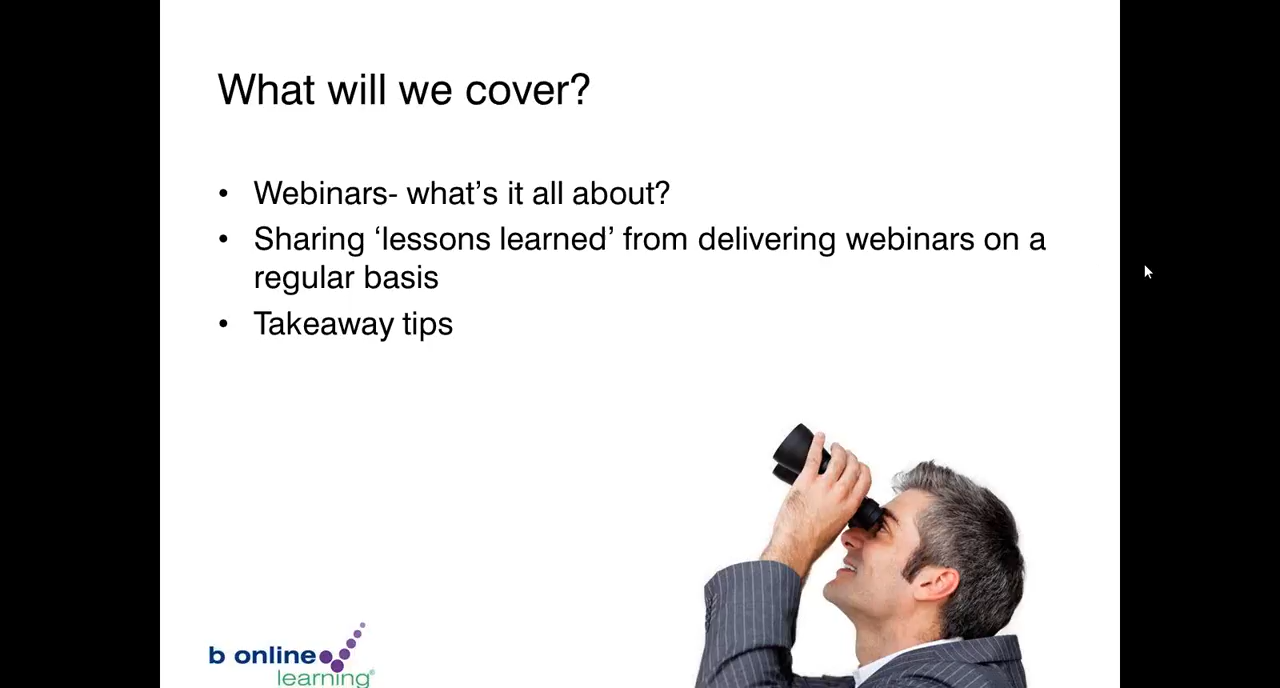 What will we cover?
• Webinars- what’s it all about?
• Sharing ‘lessons learned’ from delivering webinars on a
regular basis
• Takeaway tips
b online
learning®